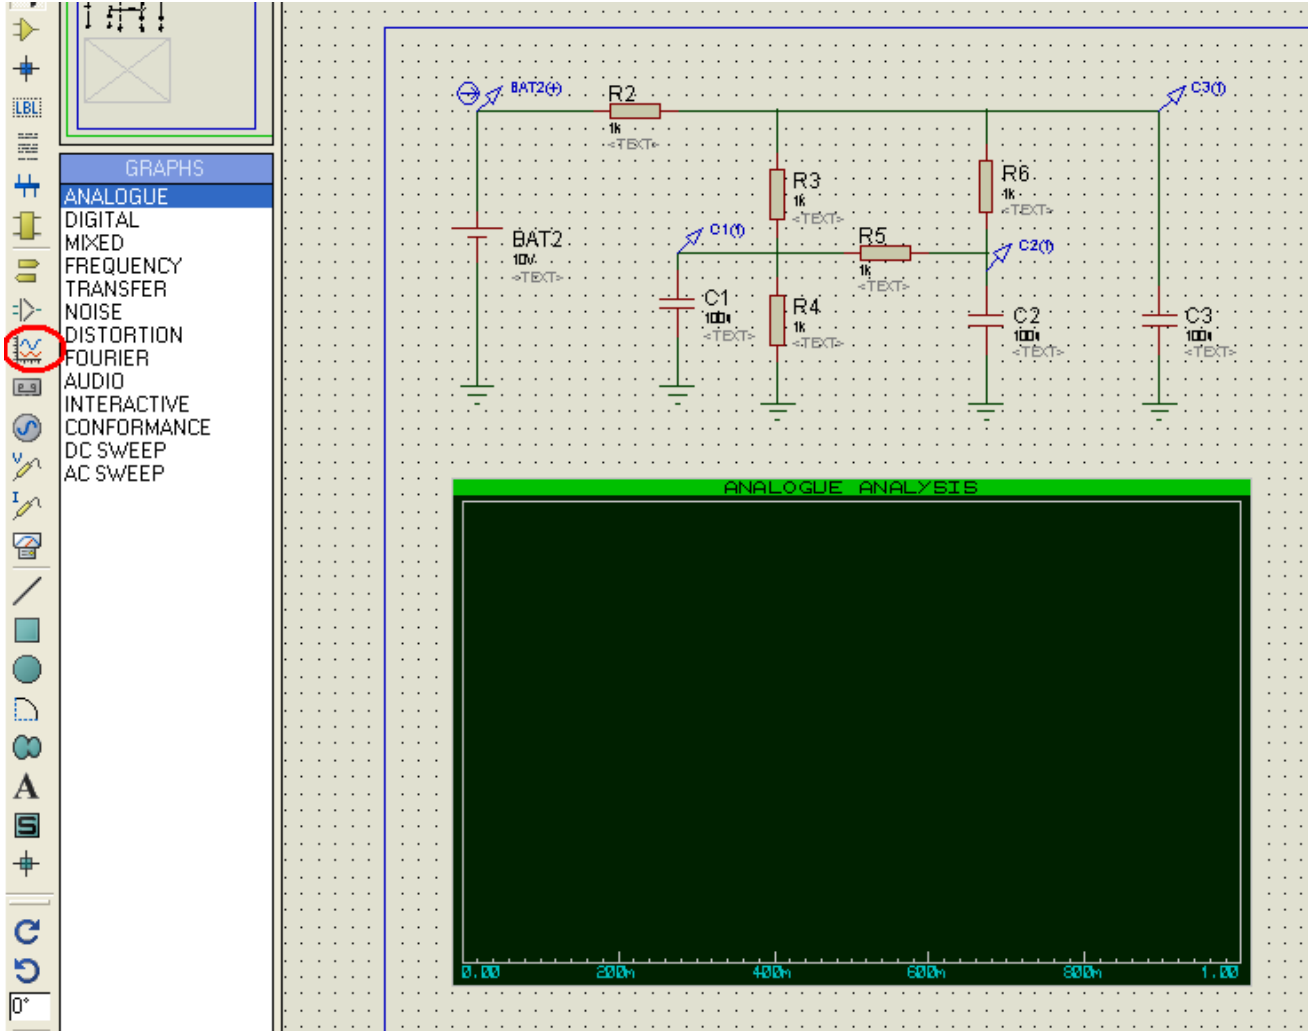 LBL
GRAPHS
ANALOGUE
DIGITAL
MIXED
FREQUENCY
TRANSFER
NOISE
DISTORTION
FOURIER
AUDIO
INTERACTIVE
CONFORMANCE
DC SWEEP
AC SWEEP
V
I
A
S
0°
BAT2(+)
R2
1k
<TEXT>
C3(1)
R3
1k
<TEXT>
R6
1k
<TEXT>
C1(1)
R5
1k
<TEXT>
C2(1)
BAT2
10V
<TEXT>
C1
100u
<TEXT>
R4
1k
<TEXT>
C2
100u
<TEXT>
C3
100u
<TEXT>
ANALOGUE ANALYSIS
0.00 200m 400m 600m 800m 1.00